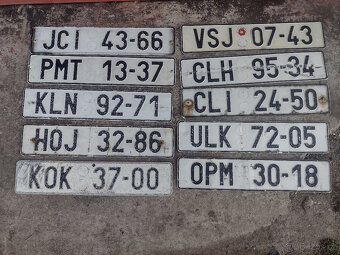 JCI 43-66
PMT 13-37
KLN 92-71
HOJ 32-86
KOK 37-00
VSJ 07-43
CLH 95-34
CLI 24-50
ULK 72-05
OPM 30-18